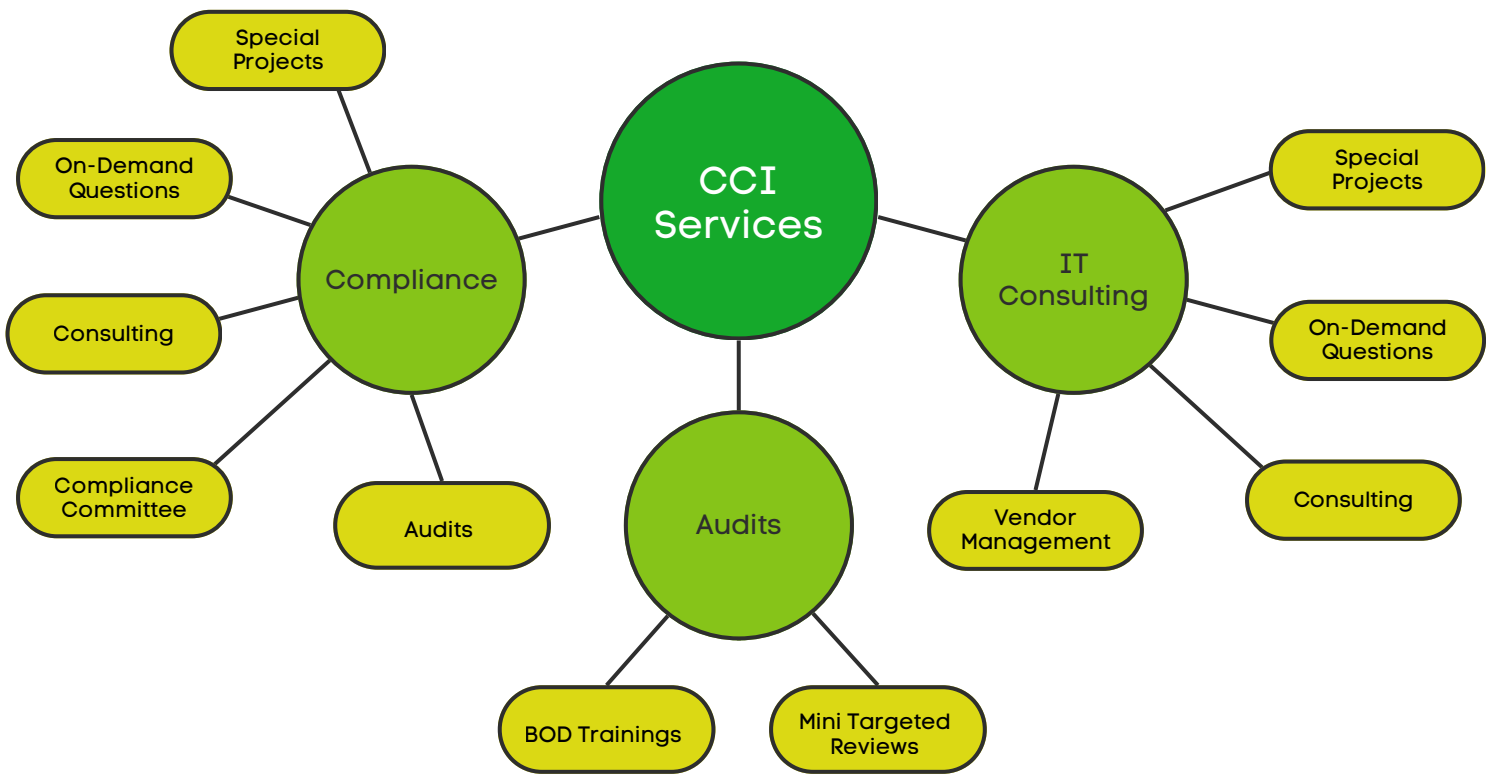 CCI
Services
Compliance
Special
Projects
On-Demand
Questions
Consulting
Compliance
Committee
Audits
Audits
BOD Trainings
Mini Targeted
Reviews
IT
Consulting
Special
Projects
On-Demand
Questions
Consulting
Vendor
Management